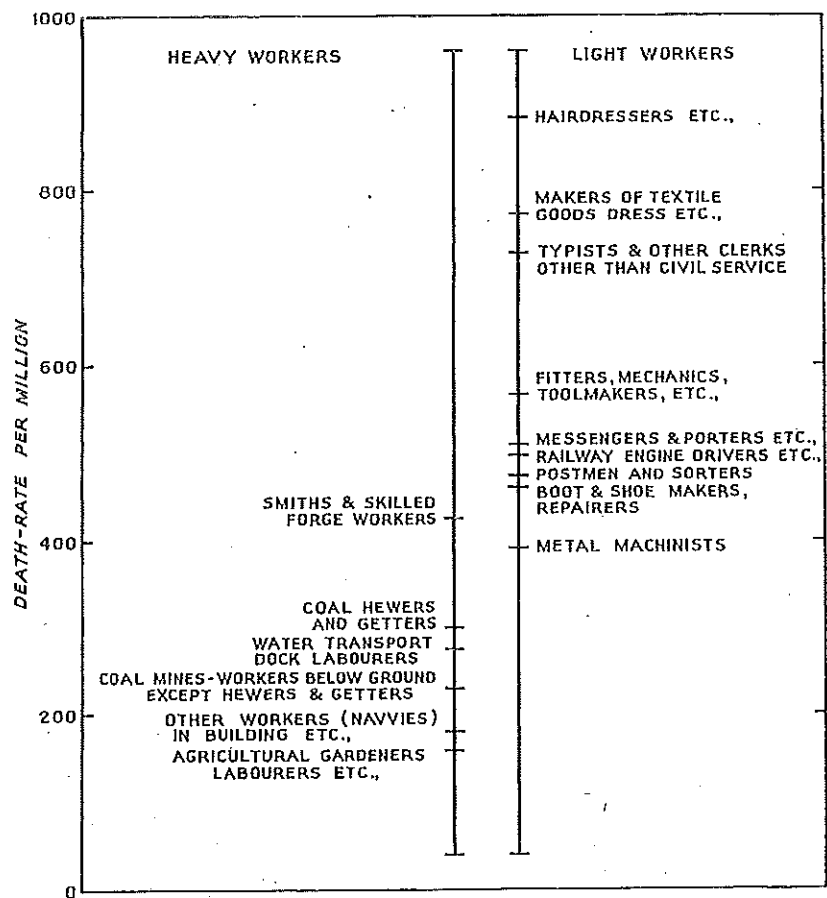 1000
HEAVY WORKERS
LIGHT WORKERS
HAIRDRESSERS ETC.,
800
MAKERS OF TEXTILE
GOODS DRESS ETC.,
TYPISTS & OTHER CLERKS
OTHER THAN CIVIL SERVICE
600
FITTERS, MECHANICS,
TOOLMAKERS, ETC.,
MESSENGERS & PORTERS ETC.,
RAILWAY ENGINE DRIVERS ETC.,
POSTMEN AND SORTERS
BOOT & SHOE MAKERS,
REPAIRERS
SMITHS & SKILLED
FORGE WORKERS
400
METAL MACHINISTS
COAL HEWERS
AND GETTERS
WATER TRANSPORT
DOCK LABOURERS
COAL MINES-WORKERS BELOW GROUND
EXCEPT HEWERS & GETTERS
200
OTHER WORKERS (NAVVIES)
IN BUILDING ETC.,
AGRICULTURAL GARDENERS
LABOURERS ETC.,
0
DEATH-RATE PER MILLION